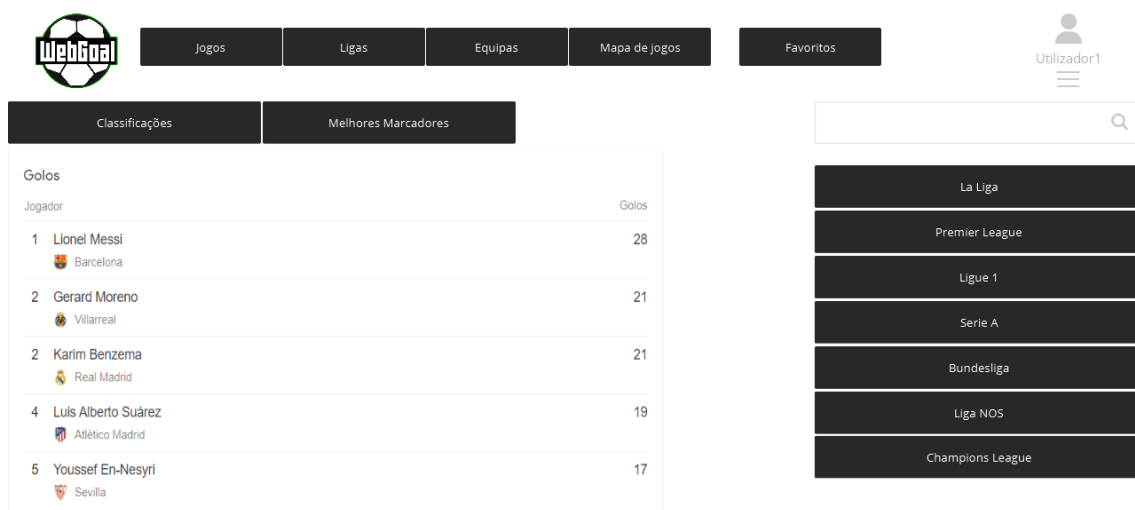 WebGoal
Jogos
Ligas
Equipas
Mapa de jogos
Favoritos
Utilizador1
Classificações
Melhores Marcadores
Golos
Jogador Golos
1 Lionel Messi 28
Barcelona
2 Gerard Moreno 21
Villarreal
2 Karim Benzema 21
Real Madrid
4 Luis Alberto Suárez 19
Atlético Madrid
5 Youssef En-Nesyri 17
Sevilla
La Liga
Premier League
Ligue 1
Serie A
Bundesliga
Liga NOS
Champions League